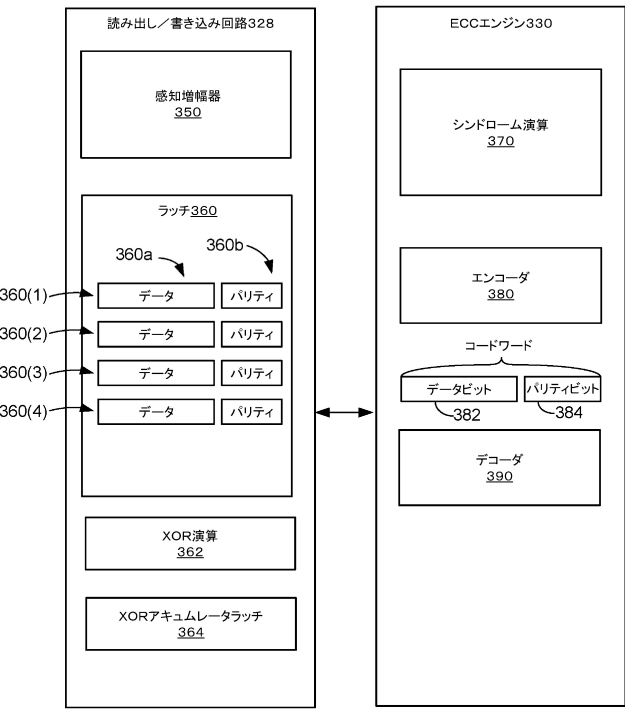 読み出し／書き込み回路328
感知増幅器
350
ラッチ360
360a
360b
360(1)
データ
パリティ
360(2)
データ
パリティ
360(3)
データ
パリティ
360(4)
データ
パリティ
XOR演算
362
XORアキュムレータラッチ
364
ECCエンジン330
シンドローム演算
370
エンコーダ
380
コードワード
データビット
パリティビット
382
384
デコーダ
390